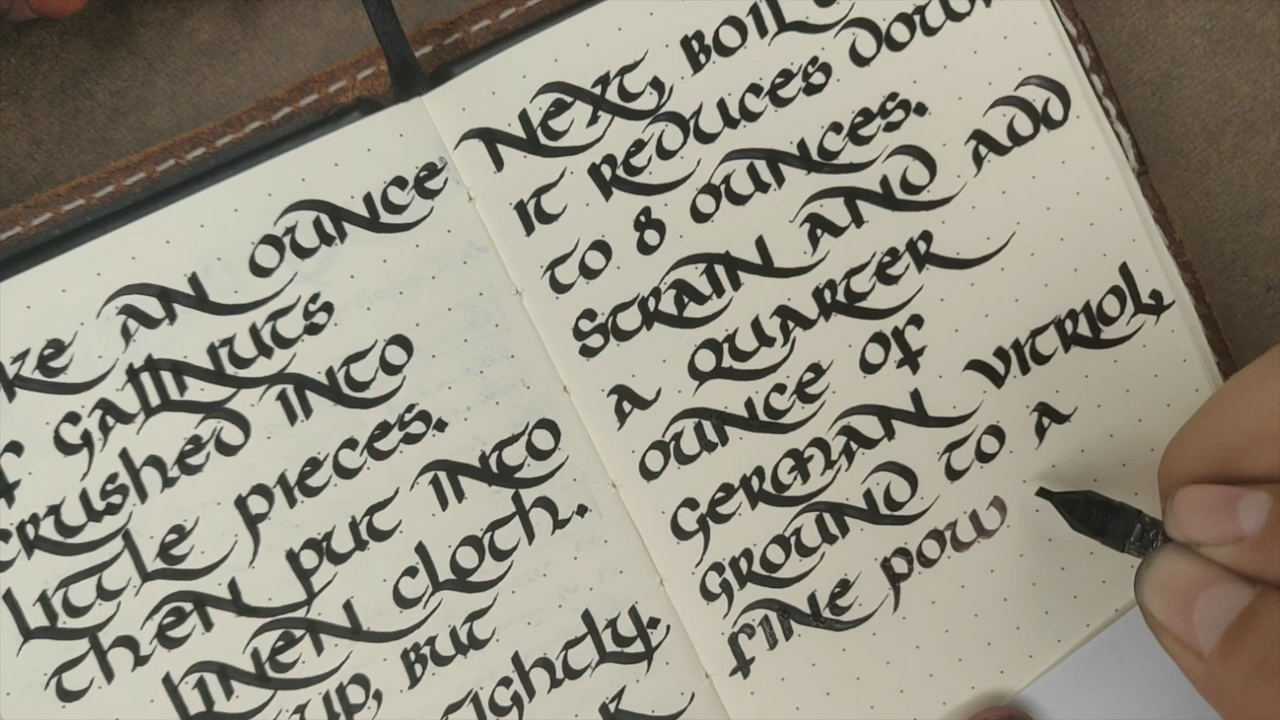 ke an ounce
f Gallnuts
crushed into
Little pieces.
then put into
linen cloth.
up, but
tightly.
Next, boil
it reduces down
to 8 ounces.
Strain and add
a quarter
ounce of
German vitriol
ground to a
fine pow